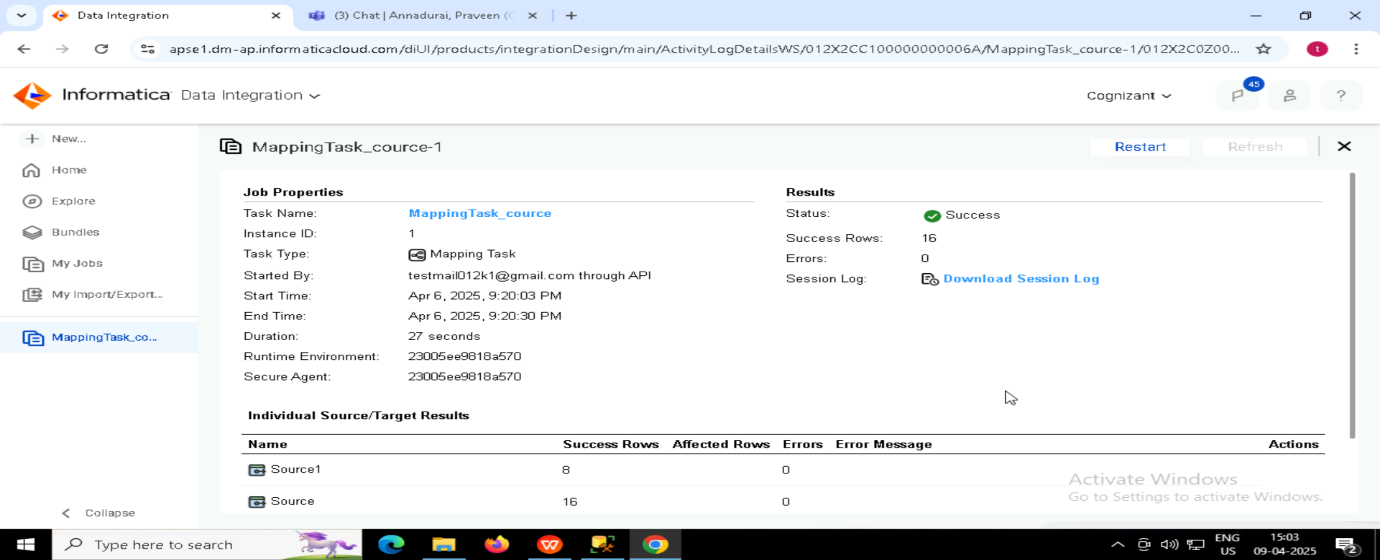 Data Integration
(3) Chat | Annadurai, Praveen (C
apse1.dm-ap.informaticacloud.com/diUI/products/integrationDesign/main/ActivityLogDetailsWS/012X2CC100000000006A/MappingTask_cource-1/012X2C0Z00...
t
Informatica Data Integration
Cognizant
45
?
New...
Home
Explore
Bundles
My Jobs
My Import/Export...
MappingTask_co...
Collapse
MappingTask_cource-1
Restart Refresh
Job Properties
Task Name: MappingTask_cource
Instance ID: 1
Task Type: Mapping Task
Started By: testmail012k1@gmail.com through API
Start Time: Apr 6, 2025, 9:20:03 PM
End Time: Apr 6, 2025, 9:20:30 PM
Duration: 27 seconds
Runtime Environment: 23005ee9818a570
Secure Agent: 23005ee9818a570
Results
Status: Success
Success Rows: 16
Errors: 0
Session Log: Download Session Log
Individual Source/Target Results
Name Success Rows Affected Rows Errors Error Message Actions
Source1 8 0
Source 16 0
Activate Windows
Go to Settings to activate Windows.
Type here to search
ENG
US
15:03
09-04-2025
2